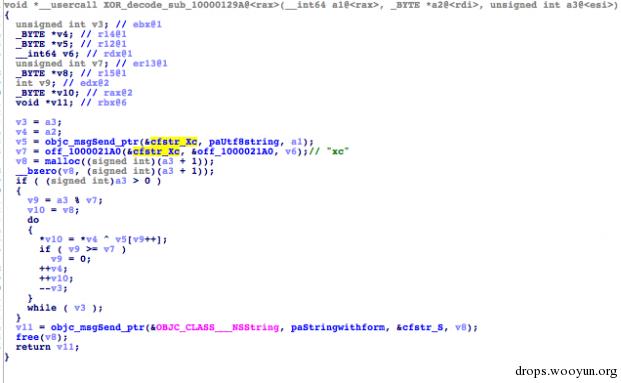 void *__usercall XOR_decode_sub_10000129A@<rax>(__int64 a1@<rax>, _BYTE *a2@<rdi>, unsigned int a3@<esi>)
{
unsigned int v3; // ebx@1
_BYTE *v4; // r14@1
_BYTE *v5; // r12@1
__int64 v6; // rdx@1
unsigned int v7; // er13@1
_BYTE *v8; // r15@1
int v9; // edx@2
_BYTE *v10; // rax@2
void *v11; // rbx@6
v3 = a3;
v4 = a2;
v5 = objc_msgSend_ptr(&cfstr_Xc, paUtf8string, a1);
v7 = off_1000021A0(&cfstr_Xc, &off_1000021A0, v6);// "xc"
v8 = malloc((signed int)(a3 + 1));
__bzero(v8, (signed int)(a3 + 1));
if ( (signed int)a3 > 0 )
{
v9 = a3 % v7;
v10 = v8;
do
{
*v10 = *v4 ^ v5[v9++];
if ( v9 >= v7 )
v9 = 0;
++v4;
++v10;
--v3;
}
while ( v3 );
}
v11 = objc_msgSend_ptr(&OBJC_CLASS___NSString, paStringwithform, &cfstr_S, v8);
free(v8);
return v11;
}
drops.wooyun.org